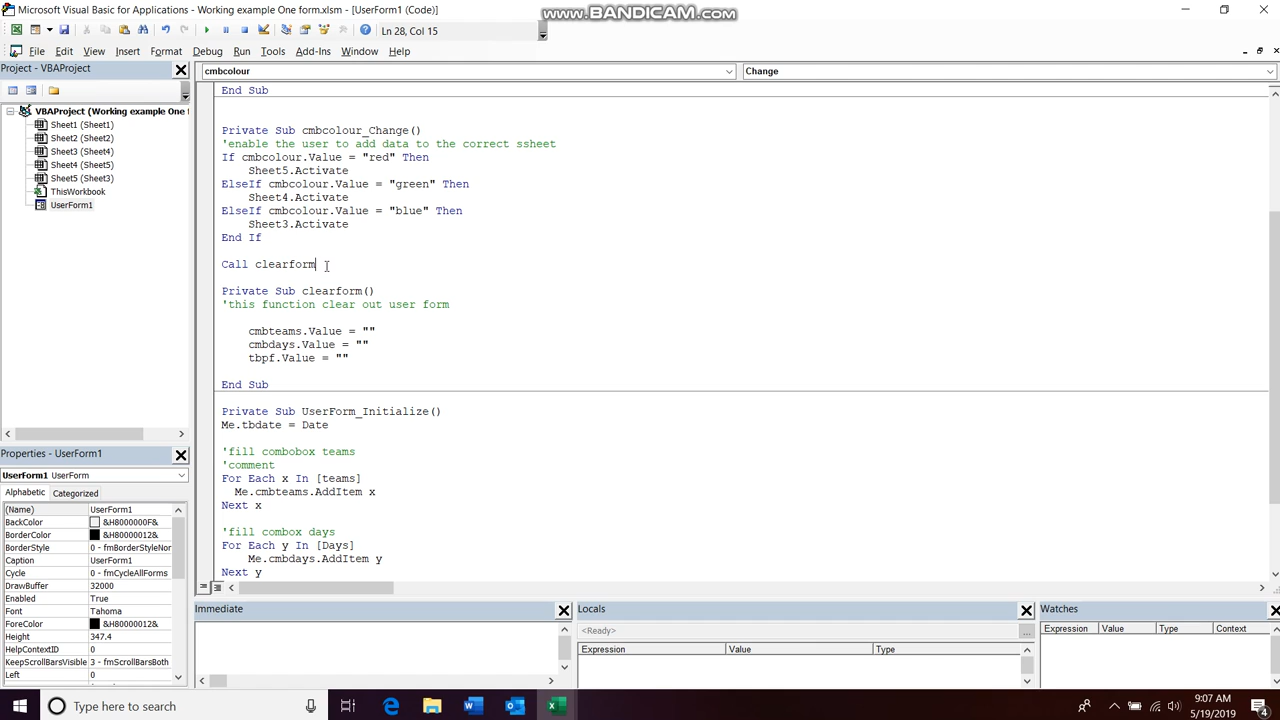 Microsoft Visual Basic for Applications - Working example One form.xlsm - [UserForm1 (Code)]
www.BANDICAM.com
Ln 28, Col 15
File Edit View Insert Format Debug Run Tools Add-Ins Window Help
Project - VBAProject
cmbcolour
Change
VBAProject (Working example One f
Sheet1 (Sheet1)
Sheet2 (Sheet2)
Sheet3 (Sheet4)
Sheet4 (Sheet5)
Sheet5 (Sheet3)
ThisWorkbook
UserForm1
End Sub
Private Sub cmbcolour_Change()
'enable the user to add data to the correct ssheet
If cmbcolour.Value = "red" Then
Sheet5.Activate
ElseIf cmbcolour.Value = "green" Then
Sheet4.Activate
ElseIf cmbcolour.Value = "blue" Then
Sheet3.Activate
End If
Call clearform
Private Sub clearform()
'this function clear out user form
cmbteams.Value = ""
cmbdays.Value = ""
tbpf.Value = ""
End Sub
Private Sub UserForm_Initialize()
Me.tbdate = Date
'fill combobox teams
'comment
For Each x In [teams]
Me.cmbteams.AddItem x
Next x
'fill combox days
For Each y In [Days]
Me.cmbdays.AddItem y
Next y
Properties - UserForm1
UserForm1 UserForm
Alphabetic Categorized
(Name) UserForm1
BackColor &H8000000F&
BorderColor &H80000012&
BorderStyle 0 - fmBorderStyleNor
Caption UserForm1
Cycle 0 - fmCycleAllForms
DrawBuffer 32000
Enabled True
Font Tahoma
ForeColor &H80000012&
Height 347.4
HelpContextID 0
KeepScrollBarsVisible 3 - fmScrollBarsBoth
Left 0
Immediate
Locals
<Ready>
Expression Value Type
Watches
Expression Value Type Context
Type here to search
9:07 AM
5/19/2019
4